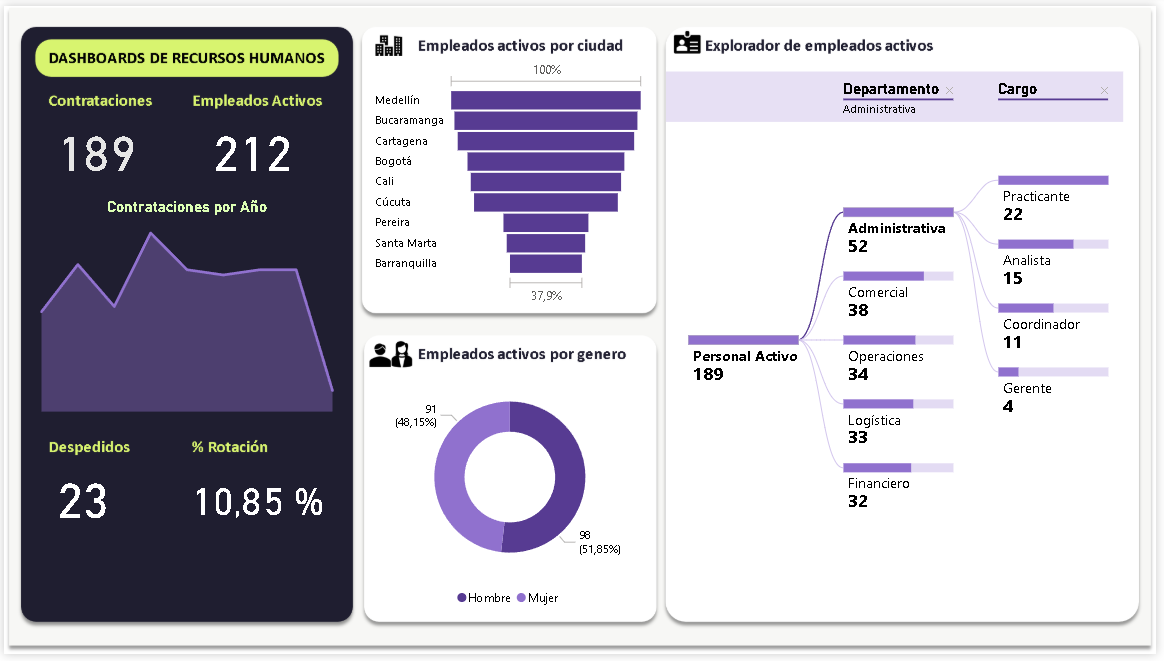 DASHBOARDS DE RECURSOS HUMANOS
Contrataciones
Empleados Activos
189
212
Contrataciones por Año
Despedidos
% Rotación
23
10,85 %
Empleados activos por ciudad
100%
Medellín
Bucaramanga
Cartagena
Bogotá
Cali
Cúcuta
Pereira
Santa Marta
Barranquilla
37,9%
Empleados activos por genero
91
(48,15%)
98
(51,85%)
Hombre
Mujer
Explorador de empleados activos
Departamento
Administrativa
Cargo
Personal Activo
189
Administrativa
52
Comercial
38
Operaciones
34
Logística
33
Financiero
32
Practicante
22
Analista
15
Coordinador
11
Gerente
4